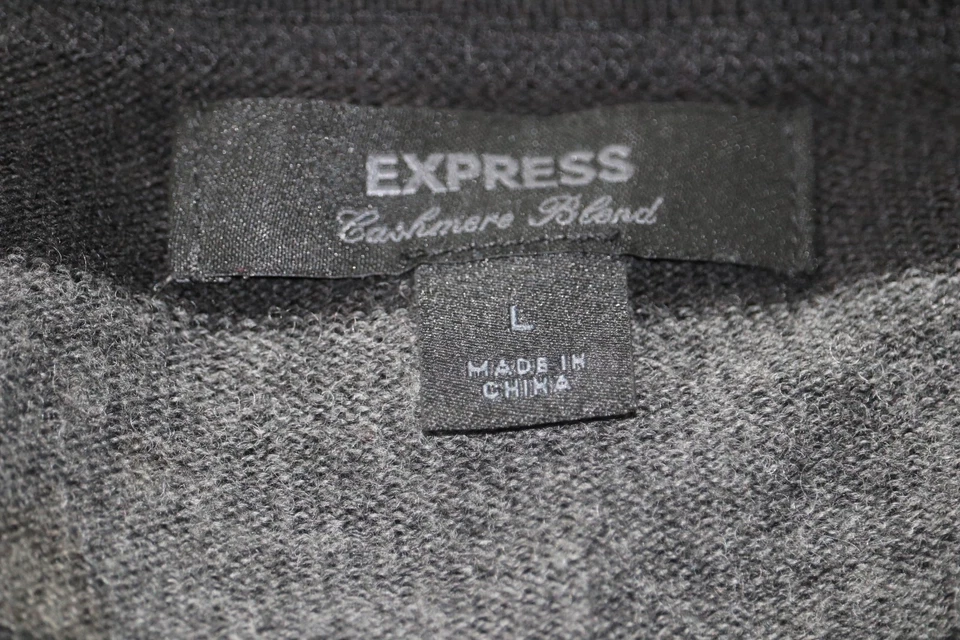 EXPRESS
Cashmere Blend
L
MADE IN
CHINA